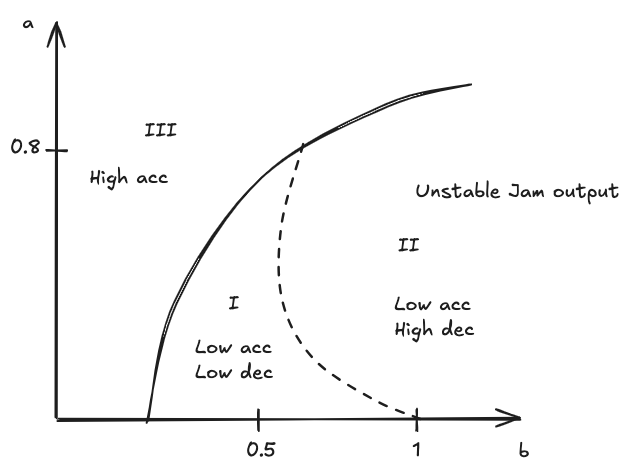 a
III
0.8
High acc
Unstable Jam output
II
I
Low acc
High dec
Low acc
Low dec
0.5
1
b